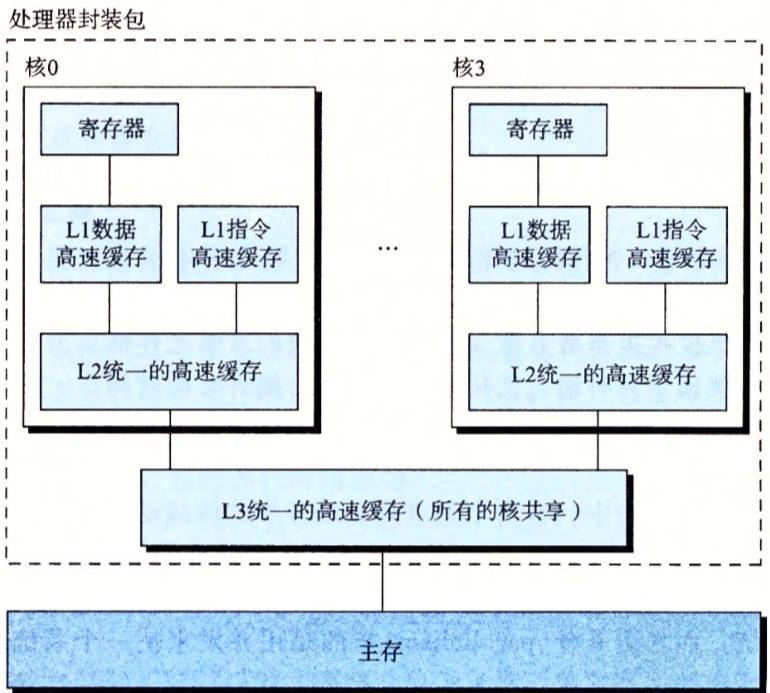 处理器封装包
核0
核3
寄存器
寄存器
L1数据
高速缓存
L1指令
高速缓存
...
L1数据
高速缓存
L1指令
高速缓存
L2统一的高速缓存
L2统一的高速缓存
L3统一的高速缓存（所有的核共享）
主存